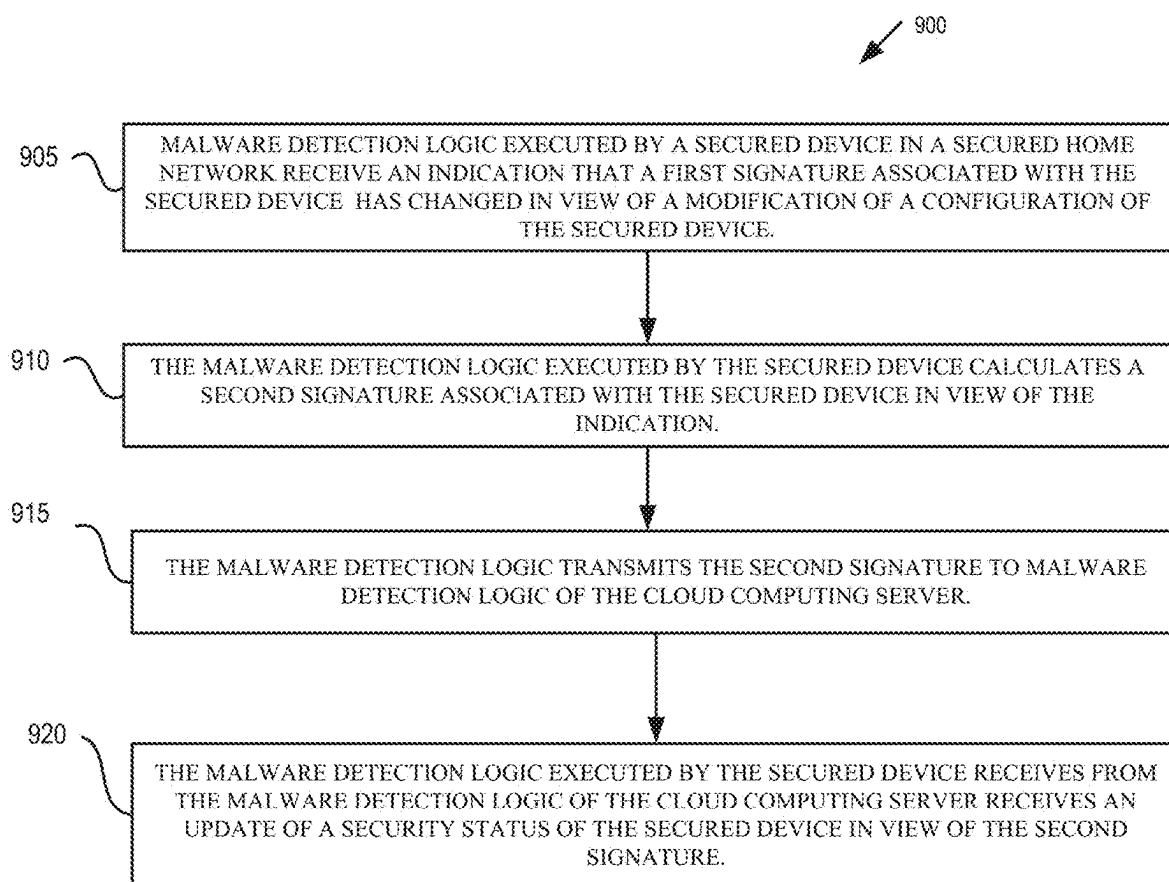 900
905
MALWARE DETECTION LOGIC EXECUTED BY A SECURED DEVICE IN A SECURED HOME
NETWORK RECEIVE AN INDICATION THAT A FIRST SIGNATURE ASSOCIATED WITH THE
SECURED DEVICE HAS CHANGED IN VIEW OF A MODIFICATION OF A CONFIGURATION OF
THE SECURED DEVICE.
910
THE MALWARE DETECTION LOGIC EXECUTED BY THE SECURED DEVICE CALCULATES A
SECOND SIGNATURE ASSOCIATED WITH THE SECURED DEVICE IN VIEW OF THE
INDICATION.
915
THE MALWARE DETECTION LOGIC TRANSMITS THE SECOND SIGNATURE TO MALWARE
DETECTION LOGIC OF THE CLOUD COMPUTING SERVER.
920
THE MALWARE DETECTION LOGIC EXECUTED BY THE SECURED DEVICE RECEIVES FROM
THE MALWARE DETECTION LOGIC OF THE CLOUD COMPUTING SERVER RECEIVES AN
UPDATE OF A SECURITY STATUS OF THE SECURED DEVICE IN VIEW OF THE SECOND
SIGNATURE.